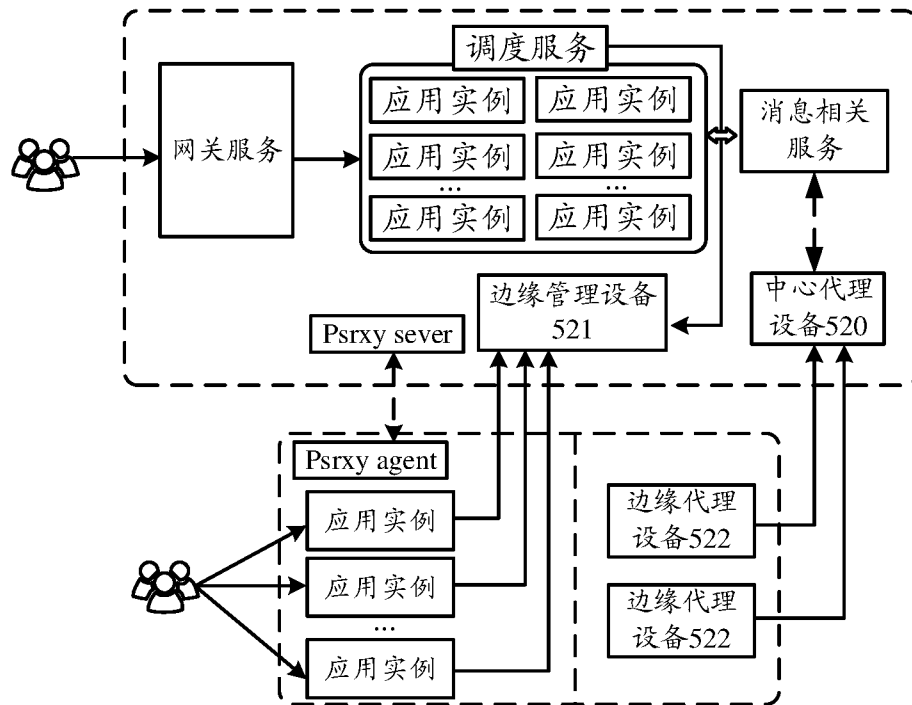 调度服务
应用实例
应用实例
网关服务
应用实例
应用实例
...
...
应用实例
应用实例
消息相关
服务
边缘管理设备
521
中心代理
设备520
Psrxy sever
Psrxy agent
应用实例
应用实例
...
应用实例
边缘代理
设备522
边缘代理
设备522